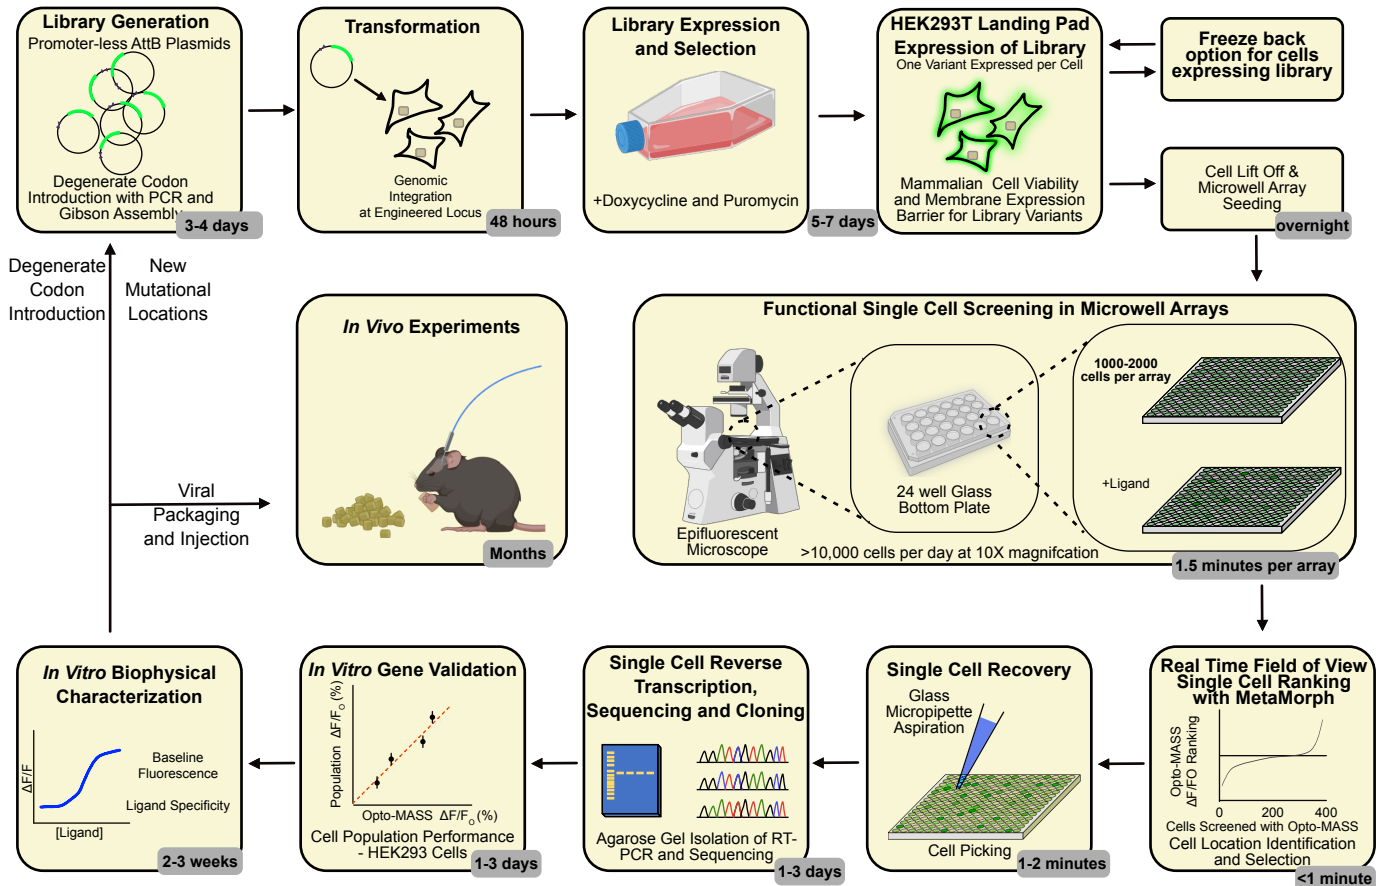 Library Generation
Promoter-less AttB Plasmids
Degenerate Codon
Introduction with PCR and
Gibson Assembly
3-4 days
Transformation
Genomic
Integration
at Engineered Locus
48 hours
Library Expression
and Selection
+Doxycycline and Puromycin
5-7 days
HEK293T Landing Pad
Expression of Library
One Variant Expressed per Cell
Mammalian Cell Viability
and Membrane Expression
Barrier for Library Variants
Freeze back
option for cells
expressing library
Cell Lift Off &
Microwell Array
Seeding
overnight
Degenerate
Codon
Introduction
New
Mutational
Locations
In Vivo Experiments
Months
Viral
Packaging
and Injection
Functional Single Cell Screening in Microwell Arrays
Epifluorescent
Microscope
24 well Glass
Bottom Plate
1000-2000
cells per array
+Ligand
>10,000 cells per day at 10X magnifcation
1.5 minutes per array
Real Time Field of View
Single Cell Ranking
with MetaMorph
Opto-MASS
ΔF/FO Ranking
0
200
400
Cells Screened with Opto-MASS
Cell Location Identification
and Selection
<1 minute
Single Cell Recovery
Glass
Micropipette
Aspiration
Cell Picking
1-2 minutes
Single Cell Reverse
Transcription,
Sequencing and Cloning
Agarose Gel Isolation of RT-
PCR and Sequencing
1-3 days
In Vitro Gene Validation
Population ΔF/FO (%)
Opto-MASS ΔF/FO (%)
Cell Population Performance
- HEK293 Cells
1-3 days
In Vitro Biophysical
Characterization
ΔF/F
[Ligand]
Baseline
Fluorescence
Ligand Specificity
2-3 weeks